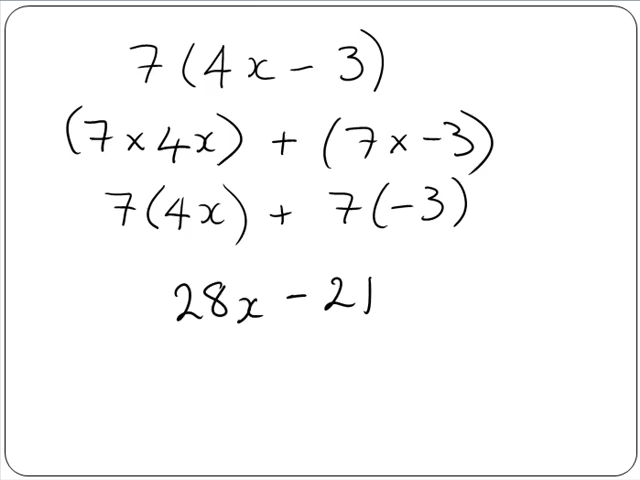 7(4x - 3)
(7 × 4x) + (7 × -3)
7(4x) + 7(-3)
28x - 21